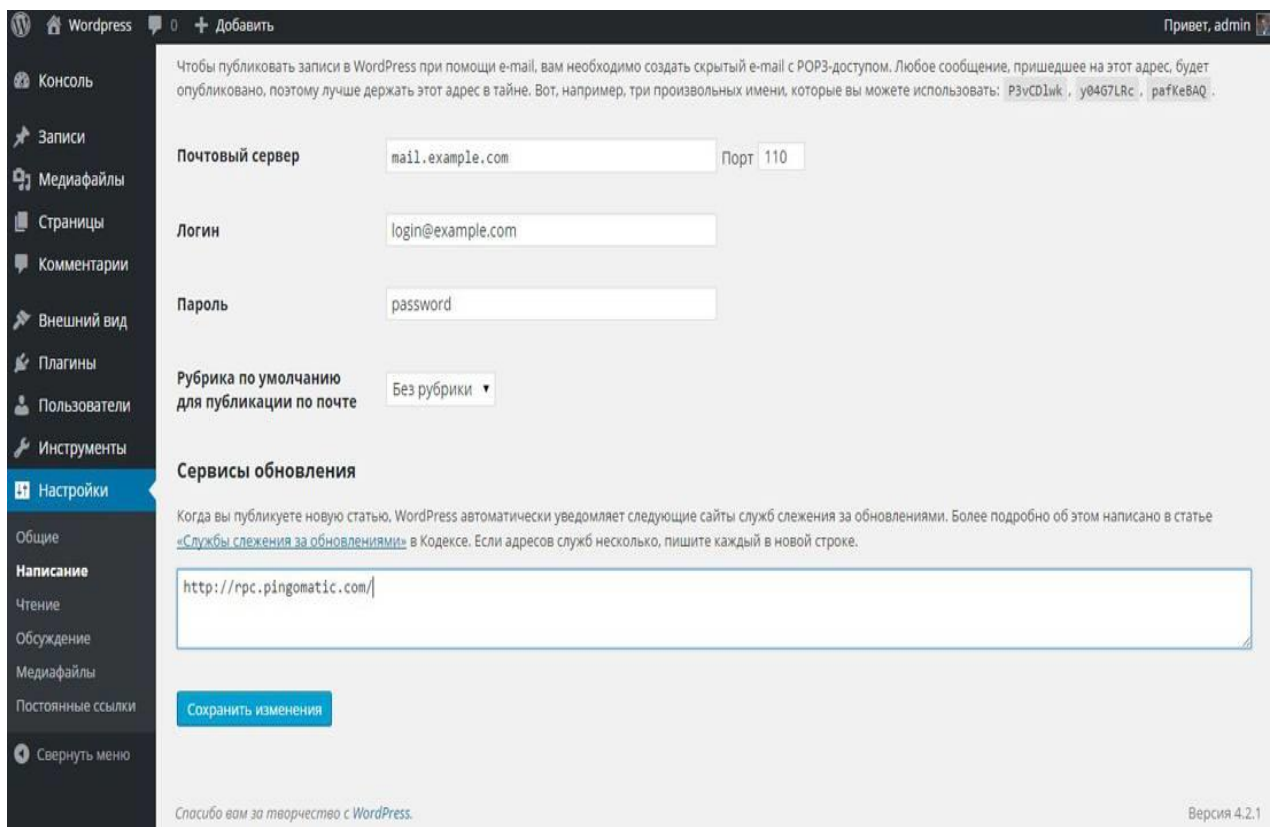 Wordpress 0 + Добавить Привет, admin
Консоль
Записи
Медиафайлы
Страницы
Комментарии
Внешний вид
Плагины
Пользователи
Инструменты
Настройки
Общие
Написание
Чтение
Обсуждение
Медиафайлы
Постоянные ссылки
Свернуть меню
Чтобы публиковать записи в WordPress при помощи e-mail, вам необходимо создать скрытый e-mail с POP3-доступом. Любое сообщение, пришедшее на этот адрес, будет
опубликовано, поэтому лучше держать этот адрес в тайне. Вот, например, три произвольных имени, которые вы можете использовать: P3vCDlwk , y04G7LRc , pafKeBAQ .
Почтовый сервер mail.example.com Порт 110
Логин login@example.com
Пароль password
Рубрика по умолчанию
для публикации по почте Без рубрики
Сервисы обновления
Когда вы публикуете новую статью, WordPress автоматически уведомляет следующие сайты служб слежения за обновлениями. Более подробно об этом написано в статье
«Службы слежения за обновлениями» в Кодексе. Если адресов служб несколько, пишите каждый в новой строке.
http://rpc.pingomatic.com/
Сохранить изменения
Спасибо вам за творчество с WordPress. Версия 4.2.1